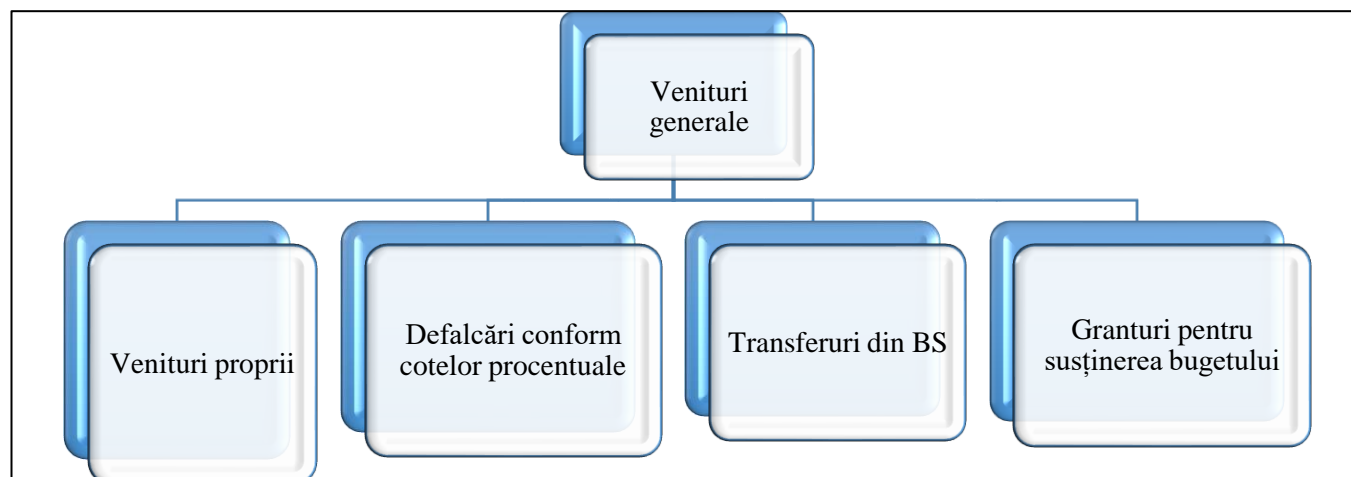 Venituri
generale
Venituri proprii
Defalcări conform
cotelor procentuale
Transferuri din BS
Granturi pentru
susținerea bugetului